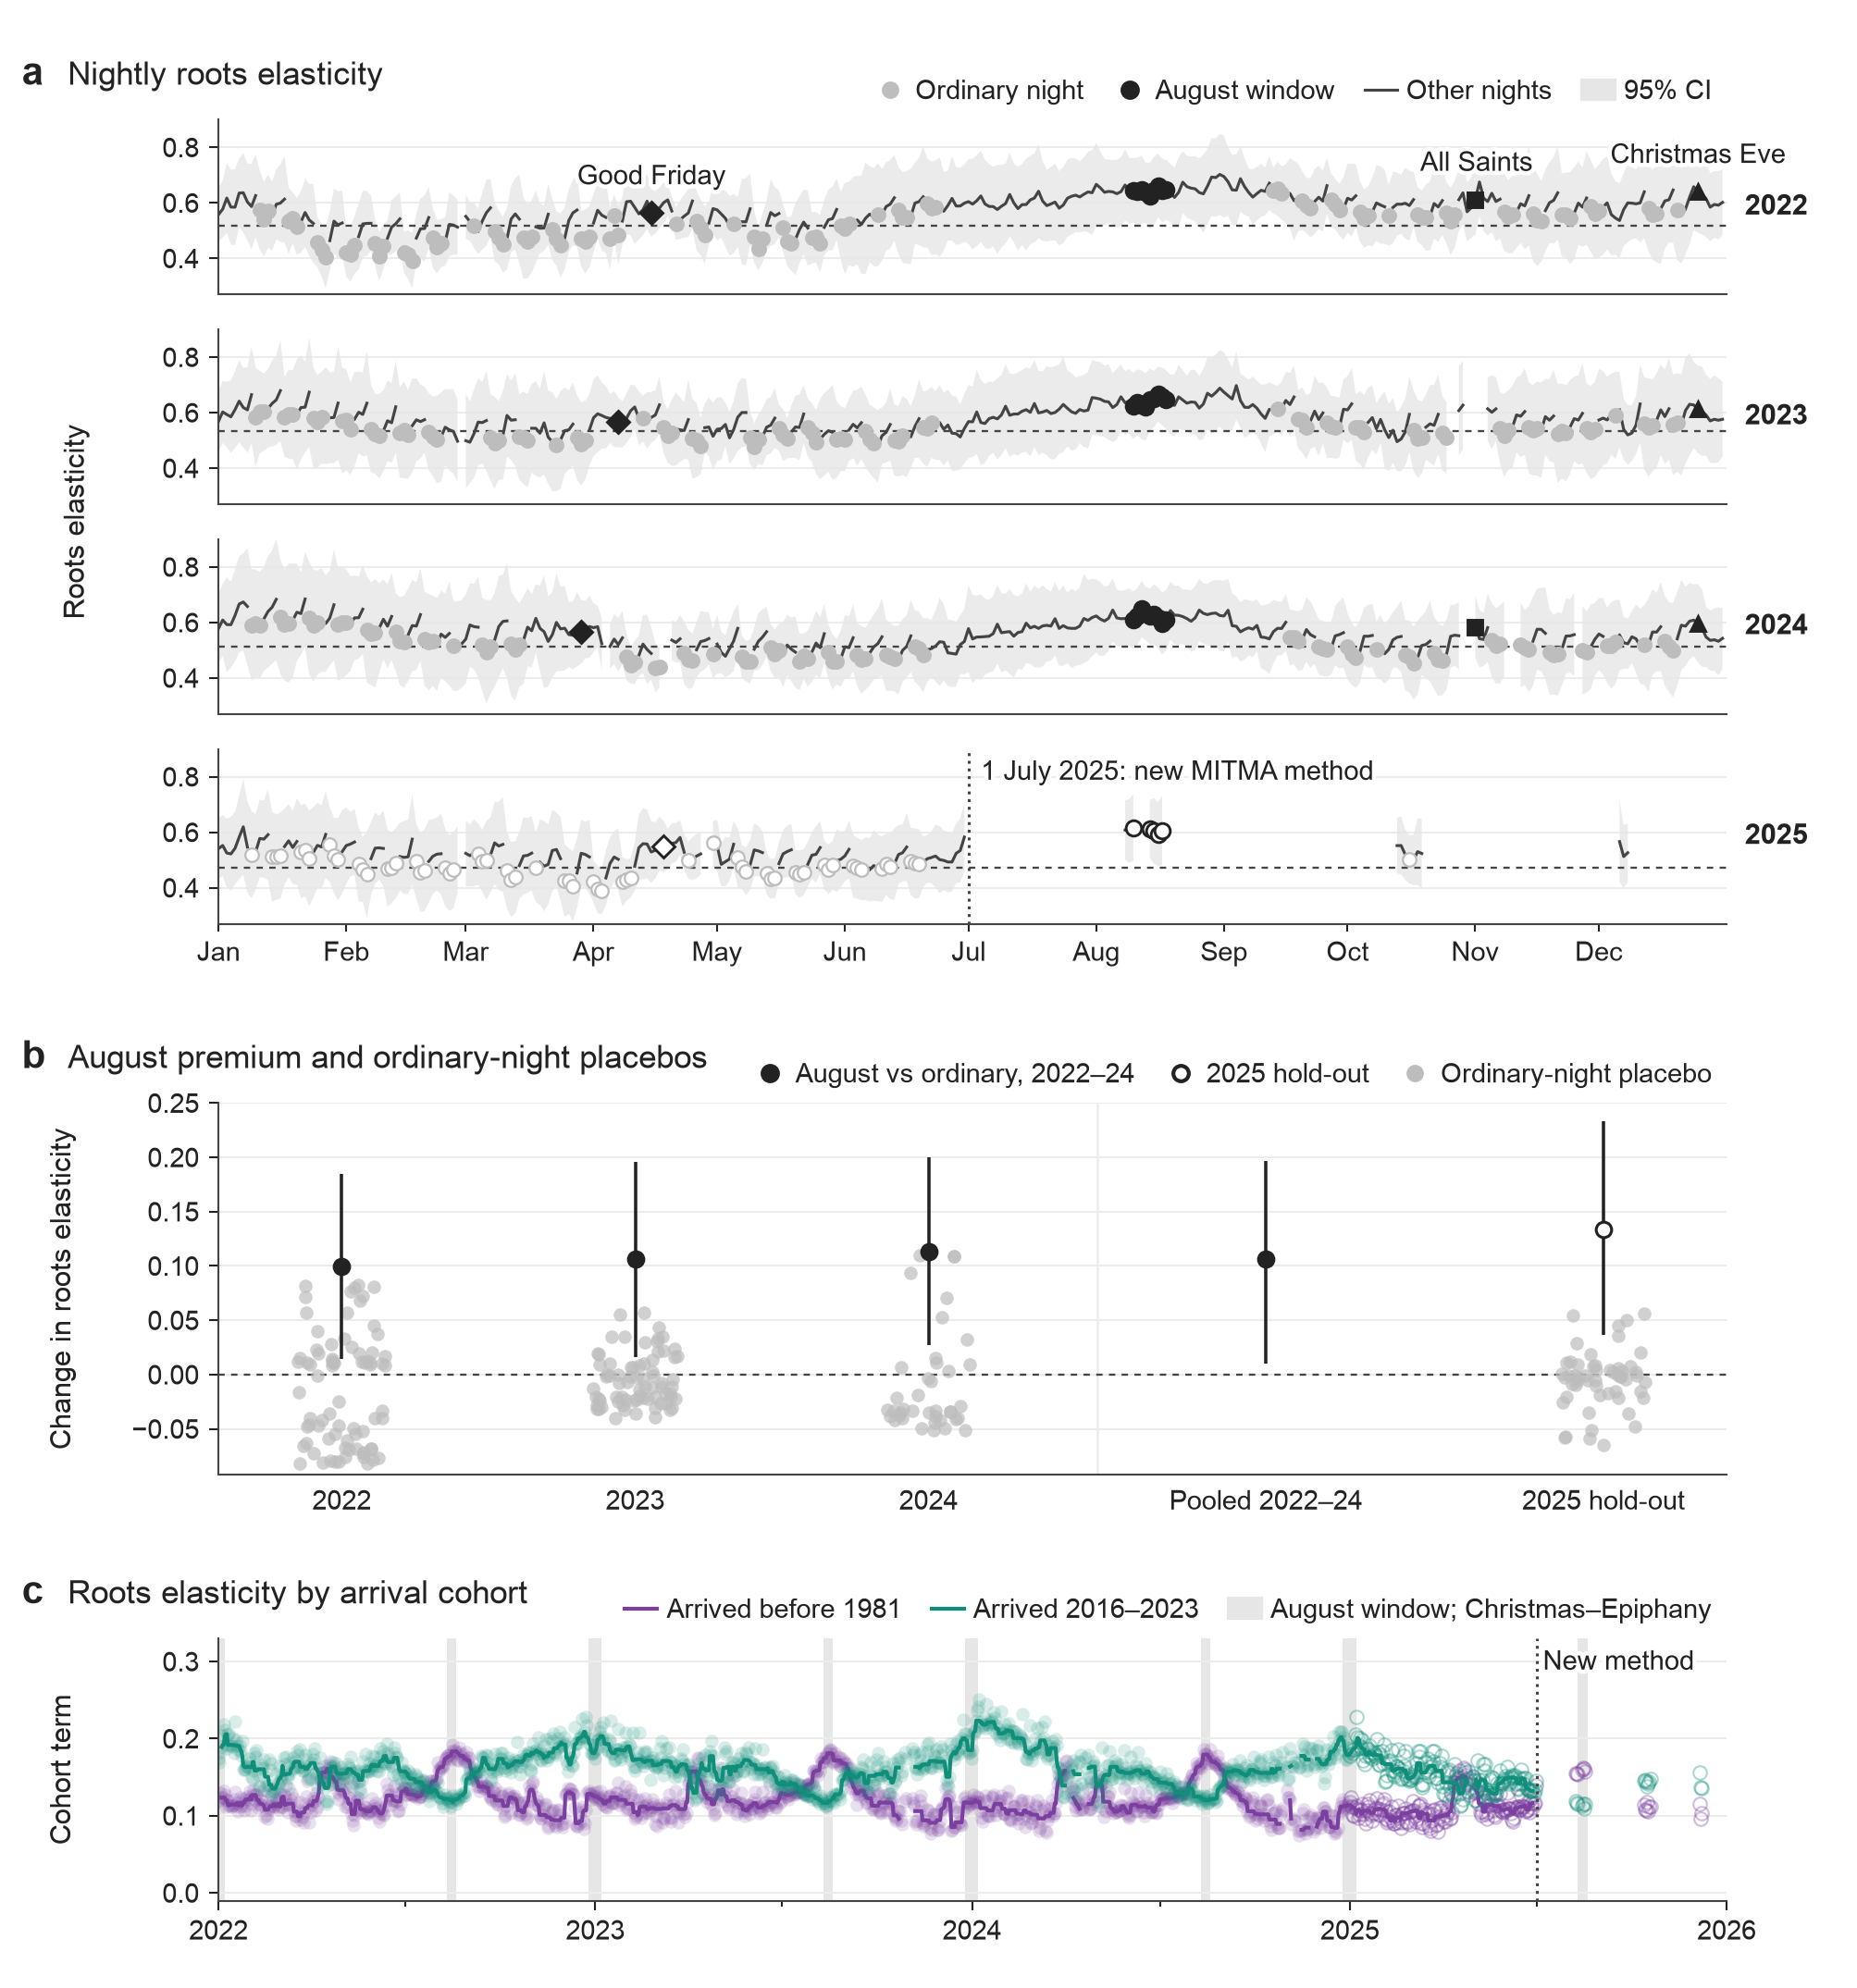 a Nightly roots elasticity
Ordinary night August window Other nights 95% CI
0.8
0.6
0.4
Good Friday
All Saints
Christmas Eve
2022
0.8
0.6
0.4
2023
Roots elasticity
0.8
0.6
0.4
2024
0.8
0.6
0.4
1 July 2025: new MITMA method
2025
Jan Feb Mar Apr May Jun Jul Aug Sep Oct Nov Dec
b August premium and ordinary-night placebos
August vs ordinary, 2022–24 2025 hold-out Ordinary-night placebo
Change in roots elasticity
0.25
0.20
0.15
0.10
0.05
0.00
−0.05
2022 2023 2024 Pooled 2022–24 2025 hold-out
c Roots elasticity by arrival cohort
Arrived before 1981 Arrived 2016–2023 August window; Christmas–Epiphany
Cohort term
0.3
0.2
0.1
0.0
New method
2022 2023 2024 2025 2026